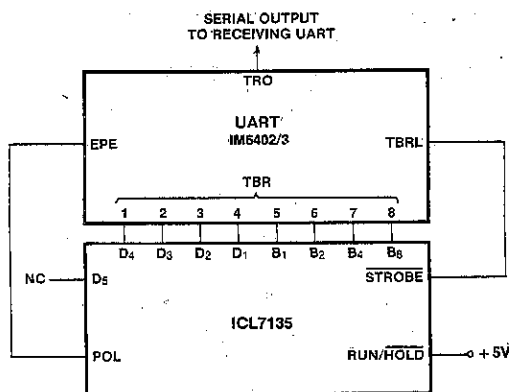 SERIAL OUTPUT
TO RECEIVING UART
TRO
UART
IM6402/3
EPE
TBRL
TBR
1 2 3 4 5 6 7 8
D4 D3 D2 D1 B1 B2 B4 B8
NC
D5
STROBE
ICL7135
POL
RUN/HOLD
+5V